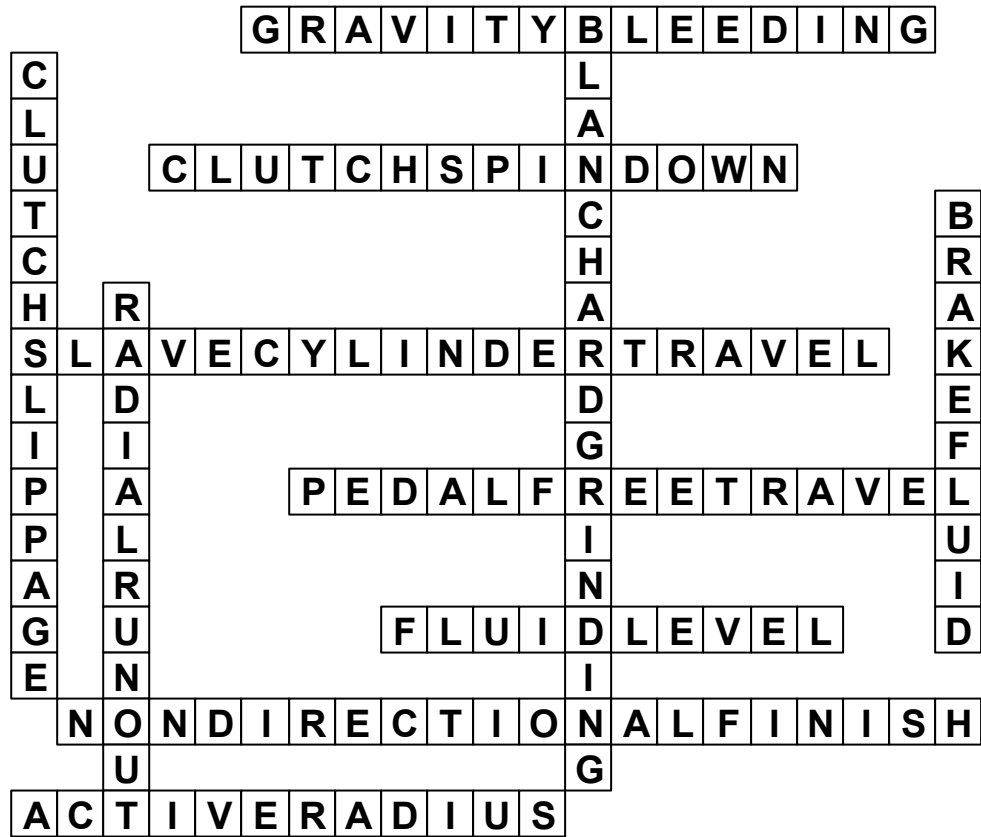 GRAVITYBLEEDING
BLANCHARDGRINDING
CLUTCHSLIPPAGE
CLUTCHSPINDOWN
BRAKEFLUID
RADIALRUNOUT
SLAVECYLINDERTRAVEL
PEDALFREETRAVEL
FLUIDLEVEL
NONDIRECTIONALFINISH
ACTIVERADIUS